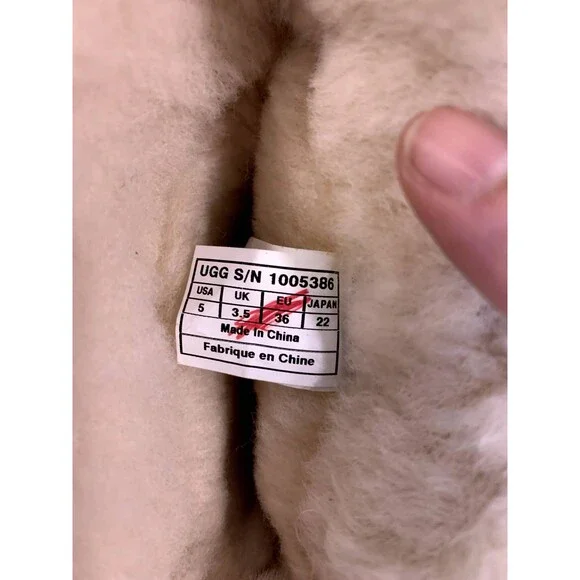 UGG S/N 1005386
USA UK EU JAPAN
5 3.5 36 22
Made In China
Fabrique en Chine